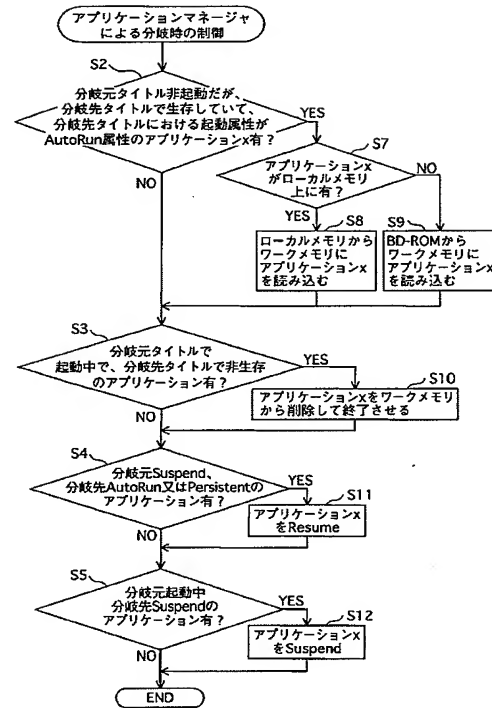 アプリケーションマネージャ
による分岐時の制御
S2
分岐元タイトル非起動だが、
分岐先タイトルで生存していて、
分岐先タイトルにおける起動属性が
AutoRun属性のアプリケーションx有？
YES
NO
S7
アプリケーションx
がローカルメモリ
上に有？
NO
YES
S8
ローカルメモリから
ワークメモリに
アプリケーションx
を読み込む
S9
BD-ROMから
ワークメモリに
アプリケーションx
を読み込む
S3
分岐元タイトルで
起動中で、分岐先タイトルで非生存
のアプリケーション有？
YES
NO
S10
アプリケーションxをワークメモリ
から削除して終了させる
S4
分岐元Suspend、
分岐先AutoRun又はPersistentの
アプリケーション有？
YES
NO
S11
アプリケーションx
をResume
S5
分岐元起動中
分岐先Suspendの
アプリケーション有？
YES
NO
S12
アプリケーションx
をSuspend
END